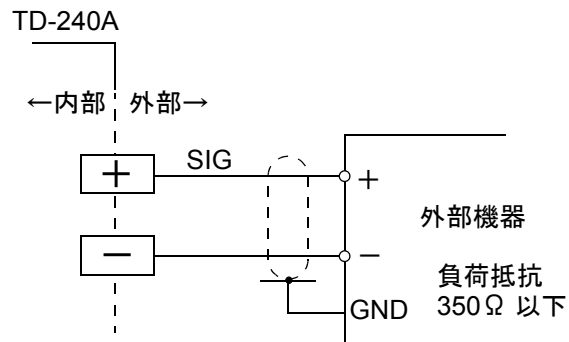 TD-240A
←内部 外部→
+ SIG +
外部機器
− −
負荷抵抗
GND 350Ω 以下